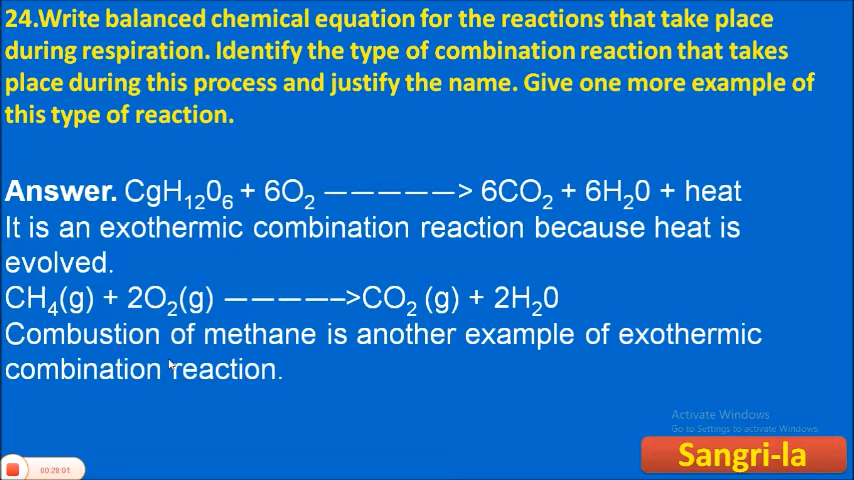 24.Write balanced chemical equation for the reactions that take place
during respiration. Identify the type of combination reaction that takes
place during this process and justify the name. Give one more example of
this type of reaction.
Answer. CgH₁₂0₆ + 6O₂ —————> 6CO₂ + 6H₂0 + heat
It is an exothermic combination reaction because heat is
evolved.
CH₄(g) + 2O₂(g) ————–>CO₂ (g) + 2H₂0
Combustion of methane is another example of exothermic
combination reaction.
Activate Windows
Go to Settings to activate Windows.
Sangri-la
00:28:01